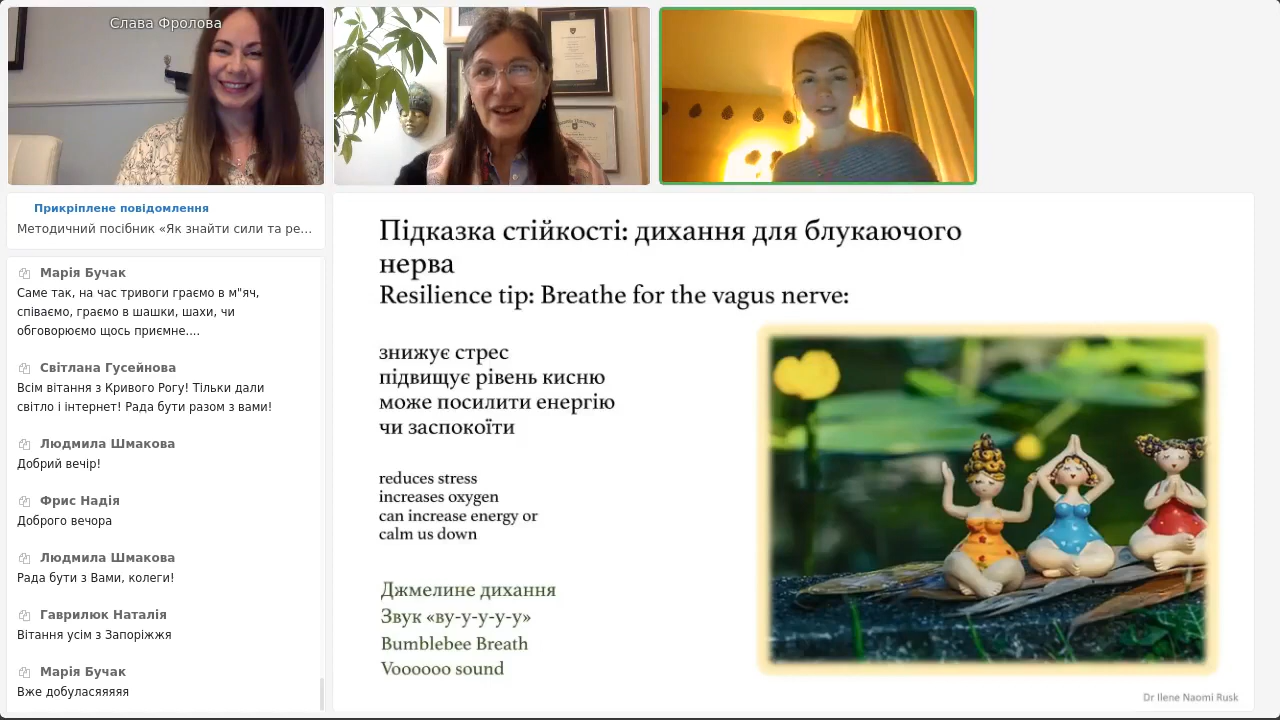 Слава Фролова
Прикріплене повідомлення
Методичний посібник «Як знайти сили та ре...
Марія Бучак
Саме так, на час тривоги граємо в м"яч,
співаємо, граємо в шашки, шахи, чи
обговорюємо щось приємне....
Світлана Гусейнова
Всім вітання з Кривого Рогу! Тільки дали
світло і інтернет! Рада бути разом з вами!
Людмила Шмакова
Добрий вечір!
Фрис Надія
Доброго вечора
Людмила Шмакова
Рада бути з Вами, колеги!
Гаврилюк Наталія
Вітання усім з Запоріжжя
Марія Бучак
Вже добуласяяяяя
Підказка стійкості: дихання для блукаючого
нерва
Resilience tip: Breathe for the vagus nerve:
знижує стрес
підвищує рівень кисню
може посилити енергію
чи заспокоїти
reduces stress
increases oxygen
can increase energy or
calm us down
Джмелине дихання
Звук «ву-у-у-у-у»
Bumblebee Breath
Voooooo sound
Dr Ilene Naomi Rusk